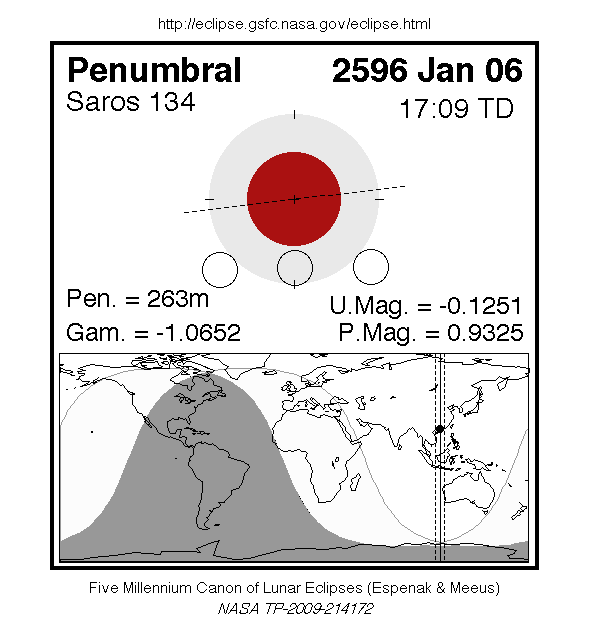 http://eclipse.gsfc.nasa.gov/eclipse.html
Penumbral 2596 Jan 06
Saros 134 17:09 TD
Pen. = 263m U.Mag. = -0.1251
Gam. = -1.0652 P.Mag. = 0.9325
Five Millennium Canon of Lunar Eclipses (Espenak & Meeus)
NASA TP-2009-214172